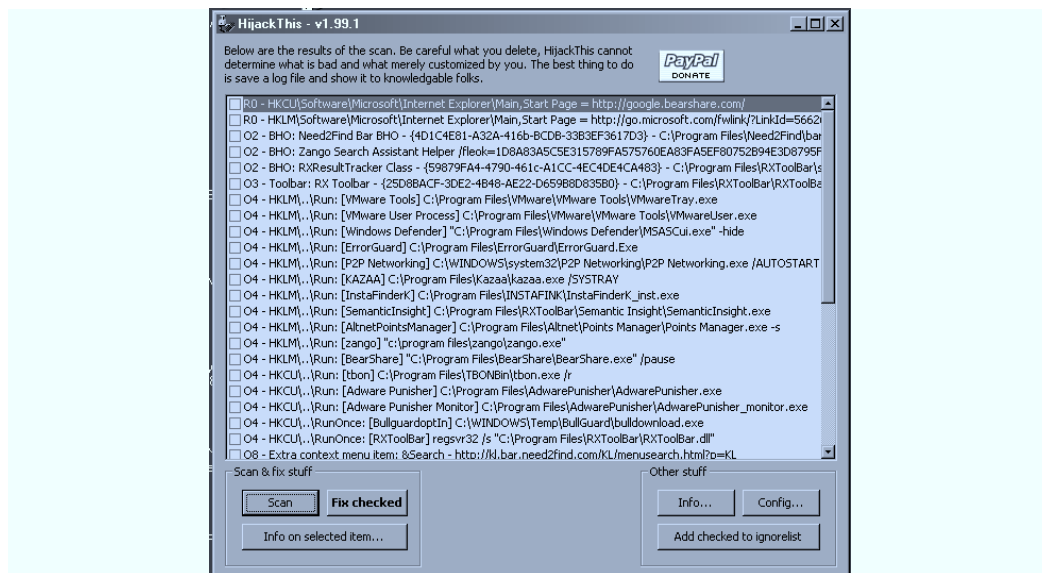 HijackThis - v1.99.1
Below are the results of the scan. Be careful what you delete, HijackThis cannot
determine what is bad and what merely customized by you. The best thing to do
is save a log file and show it to knowledgable folks.
PayPal
DONATE
R0 - HKCU\Software\Microsoft\Internet Explorer\Main,Start Page = http://google.bearshare.com/
R0 - HKLM\Software\Microsoft\Internet Explorer\Main,Start Page = http://go.microsoft.com/fwlink/?LinkId=5662
O2 - BHO: Need2Find Bar BHO - {4D1C4E81-A32A-416b-BCDB-33B3EF3617D3} - C:\Program Files\Need2Find\bar
O2 - BHO: Zango Search Assistant Helper /fleok=1D8A83A5C5E315789FA575760EA83FA5EF80752B94E3D8795F
O2 - BHO: RXResultTracker Class - {59879FA4-4790-461c-A1CC-4EC4DE4CA483} - C:\Program Files\RXToolBar\s
O3 - Toolbar: RX Toolbar - {25D8BACF-3DE2-4B48-AE22-D659B8D835B0} - C:\Program Files\RXToolBar\RXToolBa
O4 - HKLM\..\Run: [VMware Tools] C:\Program Files\VMware\VMware Tools\VMwareTray.exe
O4 - HKLM\..\Run: [VMware User Process] C:\Program Files\VMware\VMware Tools\VMwareUser.exe
O4 - HKLM\..\Run: [Windows Defender] "C:\Program Files\Windows Defender\MSASCui.exe" -hide
O4 - HKLM\..\Run: [ErrorGuard] C:\Program Files\ErrorGuard\ErrorGuard.Exe
O4 - HKLM\..\Run: [P2P Networking] C:\WINDOWS\system32\P2P Networking\P2P Networking.exe /AUTOSTART
O4 - HKLM\..\Run: [KAZAA] C:\Program Files\Kazaa\kazaa.exe /SYSTRAY
O4 - HKLM\..\Run: [InstaFinderK] C:\Program Files\INSTAFINK\InstaFinderK_inst.exe
O4 - HKLM\..\Run: [SemanticInsight] C:\Program Files\RXToolBar\Semantic Insight\SemanticInsight.exe
O4 - HKLM\..\Run: [AltnetPointsManager] C:\Program Files\Altnet\Points Manager\Points Manager.exe -s
O4 - HKLM\..\Run: [zango] "c:\program files\zango\zango.exe"
O4 - HKLM\..\Run: [BearShare] "C:\Program Files\BearShare\BearShare.exe" /pause
O4 - HKCU\..\Run: [tbon] C:\Program Files\TBONBin\tbon.exe /r
O4 - HKCU\..\Run: [Adware Punisher] C:\Program Files\AdwarePunisher\AdwarePunisher.exe
O4 - HKCU\..\Run: [Adware Punisher Monitor] C:\Program Files\AdwarePunisher\AdwarePunisher_monitor.exe
O4 - HKCU\..\RunOnce: [BullguardoptIn] C:\WINDOWS\Temp\BullGuard\bulldownload.exe
O4 - HKCU\..\RunOnce: [RXToolBar] regsvr32 /s "C:\Program Files\RXToolBar\RXToolBar.dll"
O8 - Extra context menu item: &Search - http://kl.bar.need2find.com/KL/menusearch.html?p=KL
Scan & fix stuff
Other stuff
Scan
Fix checked
Info...
Config...
Info on selected item...
Add checked to ignorelist